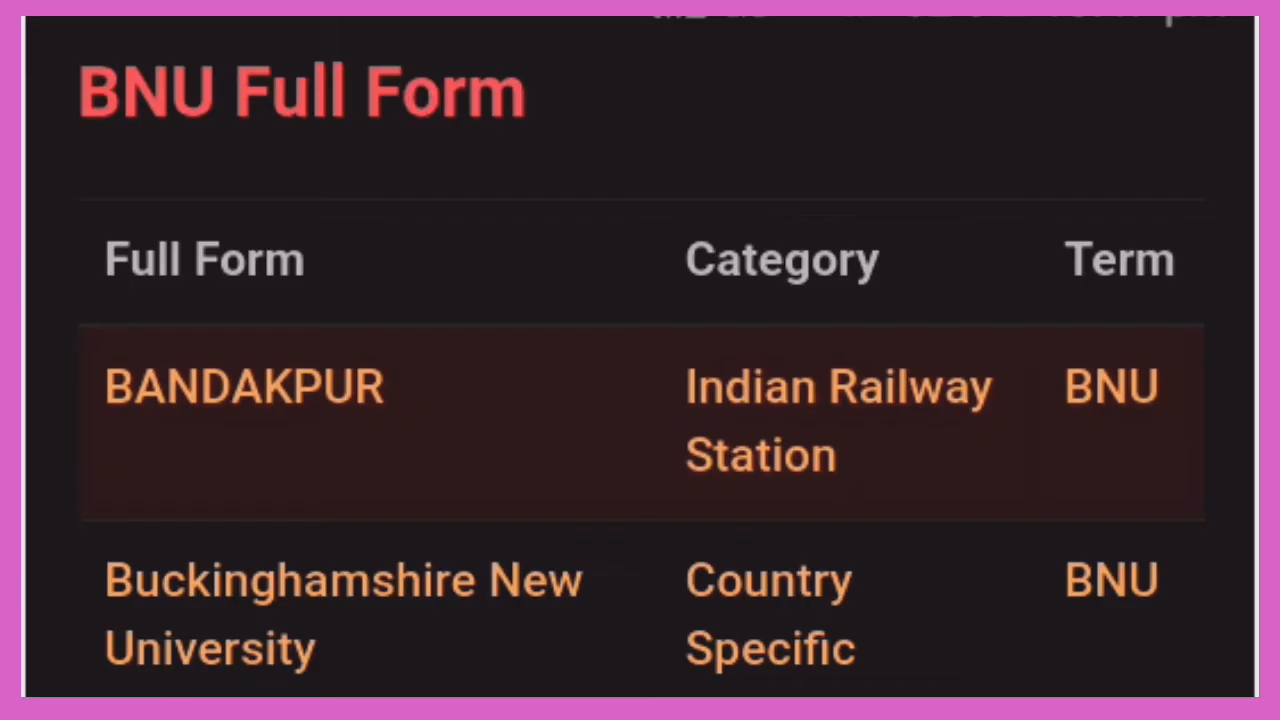 BNU Full Form
Full Form Category Term
BANDAKPUR Indian Railway BNU
Station
Buckinghamshire New Country BNU
University Specific